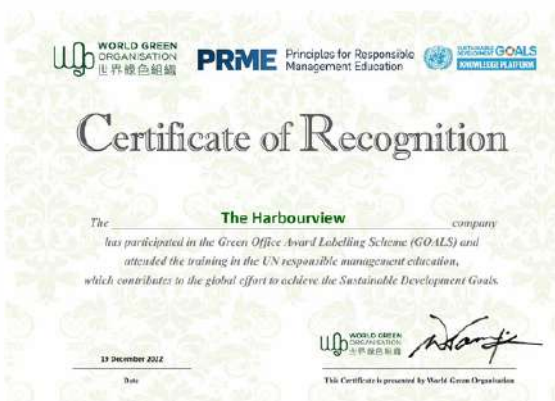 WORLD GREEN
ORGANISATION
世界綠色組織
PRME Principles for Responsible
Management Education
SUSTAINABLE
DEVELOPMENT GOALS
KNOWLEDGE PLATFORM
Certificate of Recognition
The The Harbourview company
has participated in the Green Office Award Labelling Scheme (GOALS) and
attended the training in the UN responsible management education,
which contributes to the global effort to achieve the Sustainable Development Goals.
WORLD GREEN
ORGANISATION
世界綠色組織
19 December 2022
Date
This Certificate is presented by World Green Organisation